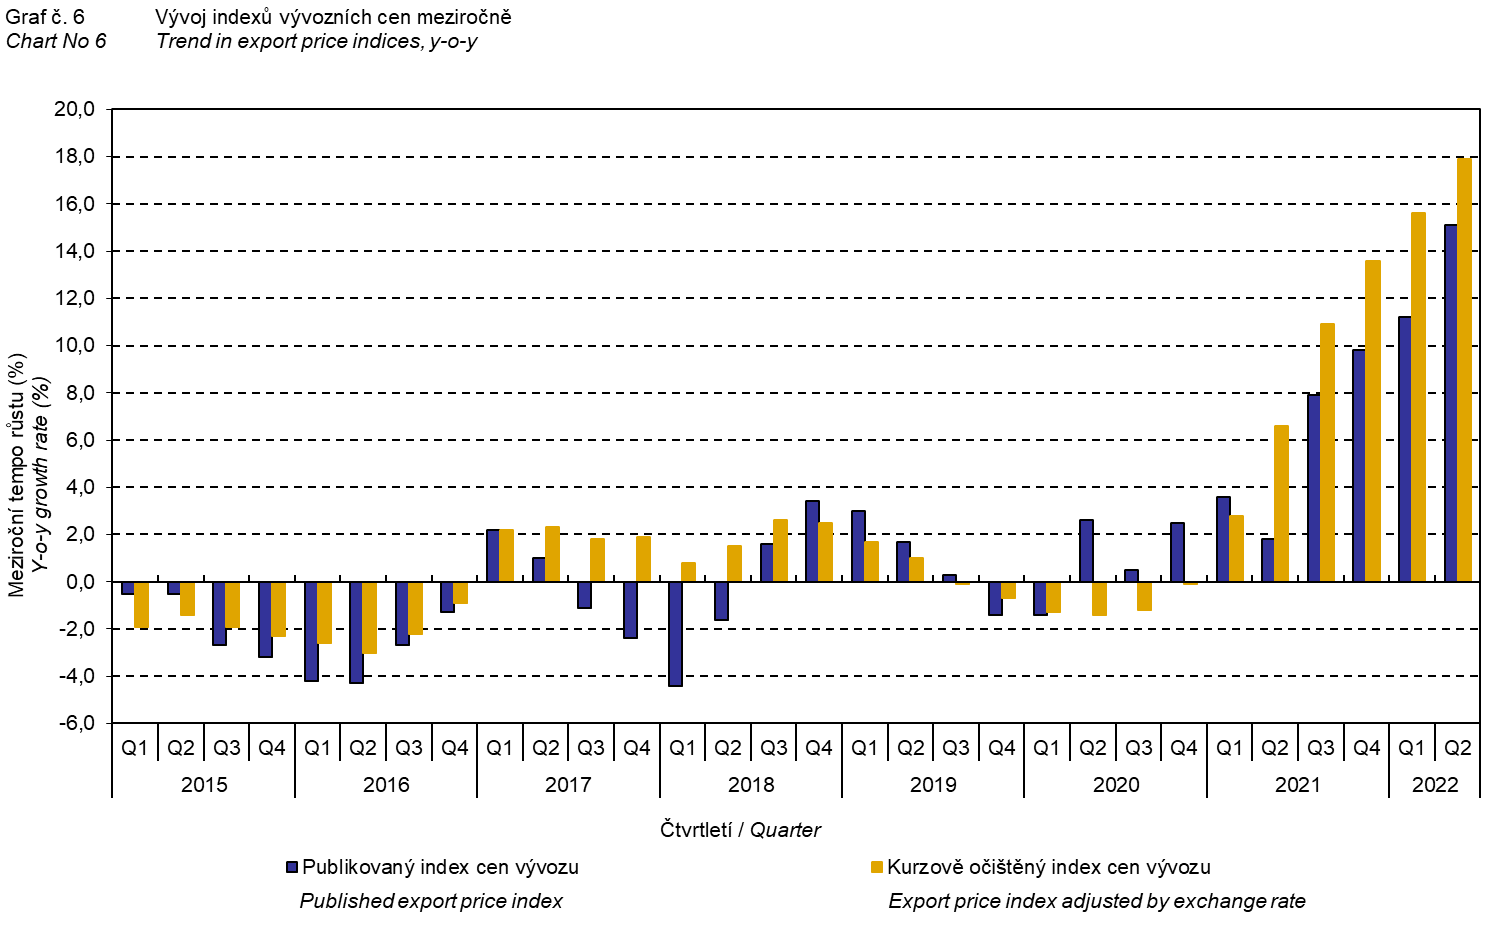 Graf č. 6 Vývoj indexů vývozních cen meziročně
Chart No 6 Trend in export price indices, y-o-y
Meziroční tempo růstu (%)
Y-o-y growth rate (%)
20,0
18,0
16,0
14,0
12,0
10,0
8,0
6,0
4,0
2,0
0,0
-2,0
-4,0
-6,0
Q1 Q2 Q3 Q4 Q1 Q2 Q3 Q4 Q1 Q2 Q3 Q4 Q1 Q2 Q3 Q4 Q1 Q2 Q3 Q4 Q1 Q2 Q3 Q4 Q1 Q2 Q3 Q4 Q1 Q2
2015 2016 2017 2018 2019 2020 2021 2022
Čtvrtletí / Quarter
Publikovaný index cen vývozu Kurzově očištěný index cen vývozu
Published export price index Export price index adjusted by exchange rate